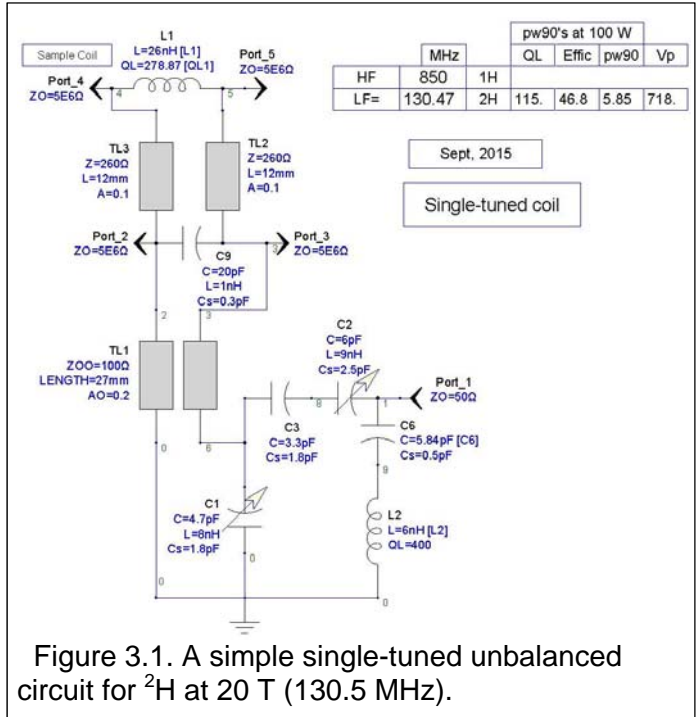 L1
L=26nH [L1]
QL=278.87 [QL1]
Sample Coil
Port_4
ZO=5E6Ω
4
5
Port_5
ZO=5E6Ω
pw90's at 100 W
MHz QL Effic pw90 Vp
HF 850 1H
LF= 130.47 2H 115. 46.8 5.85 718.
Sept, 2015
Single-tuned coil
TL3
Z=260Ω
L=12mm
A=0.1
TL2
Z=260Ω
L=12mm
A=0.1
Port_2
ZO=5E6Ω
C9
C=20pF
L=1nH
Cs=0.3pF
3
Port_3
ZO=5E6Ω
2
3
TL1
ZOO=100Ω
LENGTH=27mm
AO=0.2
C2
C=6pF
L=9nH
Cs=2.5pF
8
1
Port_1
ZO=50Ω
C3
C=3.3pF
Cs=1.8pF
C6
C=5.84pF [C6]
Cs=0.5pF
0
6
9
C1
C=4.7pF
L=8nH
Cs=1.8pF
L2
L=6nH [L2]
QL=400
0
0
0
Figure 3.1. A simple single-tuned unbalanced
circuit for ²H at 20 T (130.5 MHz).